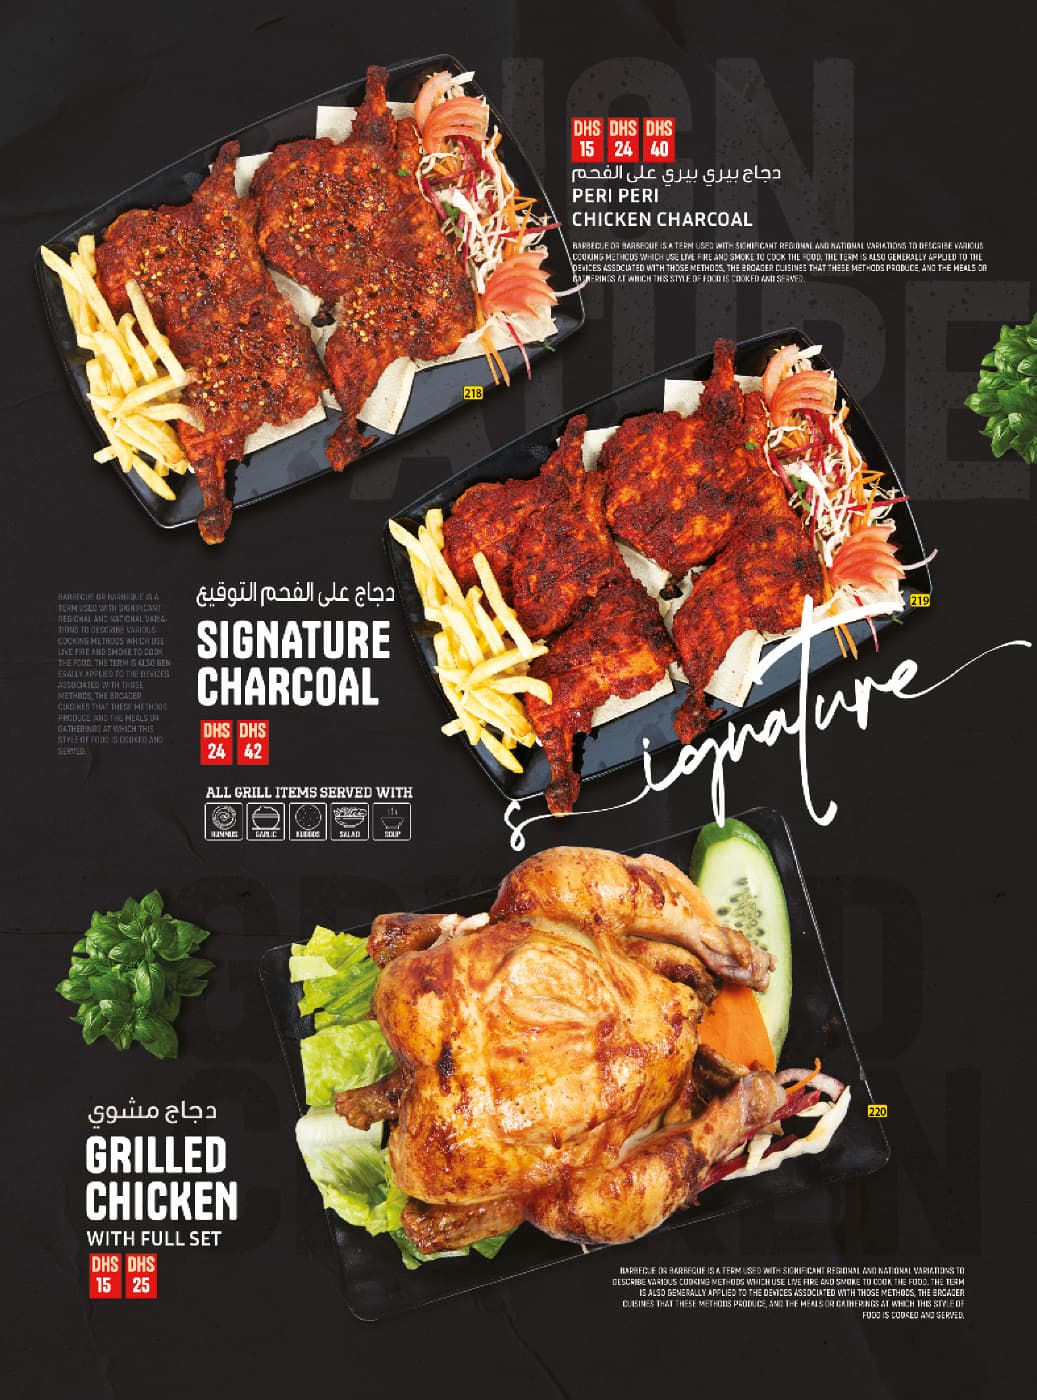 SIGN
ATURE
DHS DHS DHS
15 24 40
دجاج بيري بيري على الفحم
PERI PERI
CHICKEN CHARCOAL
BARBECUE OR BARBEQUE IS A TERM USED WITH SIGNIFICANT REGIONAL AND NATIONAL VARIATIONS TO DESCRIBE VARIOUS
COOKING METHODS WHICH USE LIVE FIRE AND SMOKE TO COOK THE FOOD. THE TERM IS ALSO GENERALLY APPLIED TO THE
DEVICES ASSOCIATED WITH THOSE METHODS, THE BROADER CUISINES THAT THESE METHODS PRODUCE, AND THE MEALS OR
GATHERINGS AT WHICH THIS STYLE OF FOOD IS COOKED AND SERVED.
218
219
دجاج على الفحم التوقيع
SIGNATURE
CHARCOAL
DHS DHS
24 42
BARBECUE OR BARBEQUE IS A
TERM USED WITH SIGNIFICANT
REGIONAL AND NATIONAL VARIA-
TIONS TO DESCRIBE VARIOUS
COOKING METHODS WHICH USE
LIVE FIRE AND SMOKE TO COOK
THE FOOD. THE TERM IS ALSO GEN-
ERALLY APPLIED TO THE DEVICES
ASSOCIATED WITH THOSE
METHODS, THE BROADER
CUISINES THAT THESE METHODS
PRODUCE, AND THE MEALS OR
GATHERINGS AT WHICH THIS
STYLE OF FOOD IS COOKED AND
SERVED.
signature
ALL GRILL ITEMS SERVED WITH
HUMMUS GARLIC KUBBOS SALAD SOUP
GRILLED
CHICKEN
220
دجاج مشوي
GRILLED
CHICKEN
WITH FULL SET
DHS DHS
15 25
BARBECUE OR BARBEQUE IS A TERM USED WITH SIGNIFICANT REGIONAL AND NATIONAL VARIATIONS TO
DESCRIBE VARIOUS COOKING METHODS WHICH USE LIVE FIRE AND SMOKE TO COOK THE FOOD. THE TERM
IS ALSO GENERALLY APPLIED TO THE DEVICES ASSOCIATED WITH THOSE METHODS, THE BROADER
CUISINES THAT THESE METHODS PRODUCE, AND THE MEALS OR GATHERINGS AT WHICH THIS STYLE OF
FOOD IS COOKED AND SERVED.